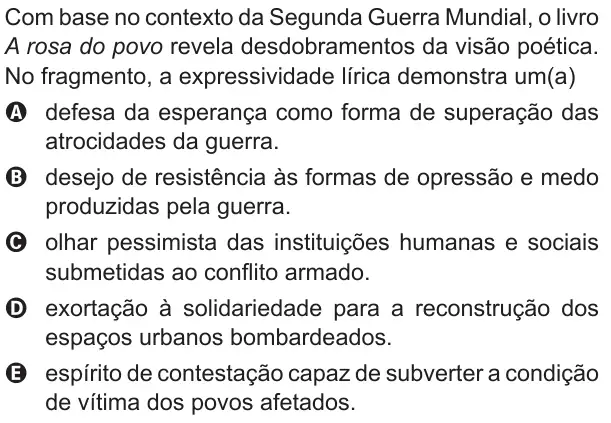 Com base no contexto da Segunda Guerra Mundial, o livro
A rosa do povo revela desdobramentos da visão poética.
No fragmento, a expressividade lírica demonstra um(a)
A defesa da esperança como forma de superação das
atrocidades da guerra.
B desejo de resistência às formas de opressão e medo
produzidas pela guerra.
C olhar pessimista das instituições humanas e sociais
submetidas ao conflito armado.
D exortação à solidariedade para a reconstrução dos
espaços urbanos bombardeados.
E espírito de contestação capaz de subverter a condição
de vítima dos povos afetados.